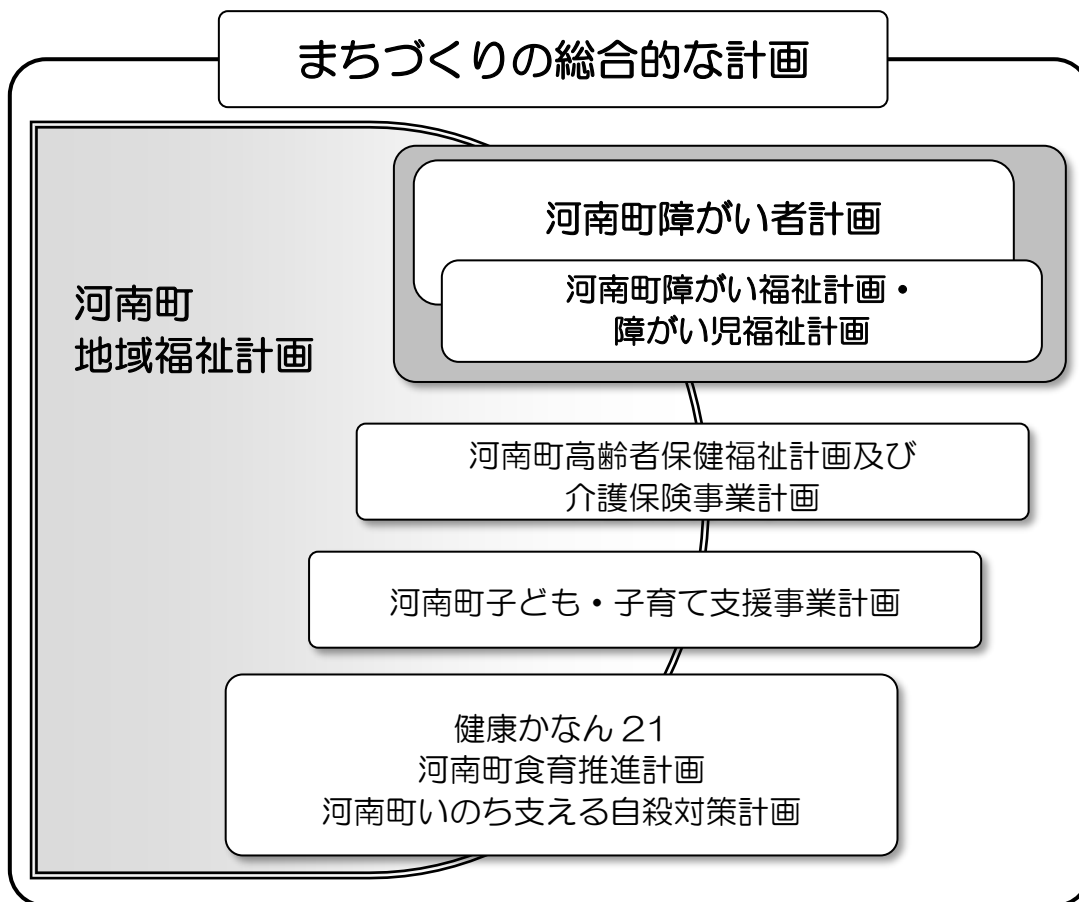 まちづくりの総合的な計画
河南町
地域福祉計画
河南町障がい者計画
河南町障がい福祉計画・
障がい児福祉計画
河南町高齢者保健福祉計画及び
介護保険事業計画
河南町子ども・子育て支援事業計画
健康かなん 21
河南町食育推進計画
河南町いのち支える自殺対策計画